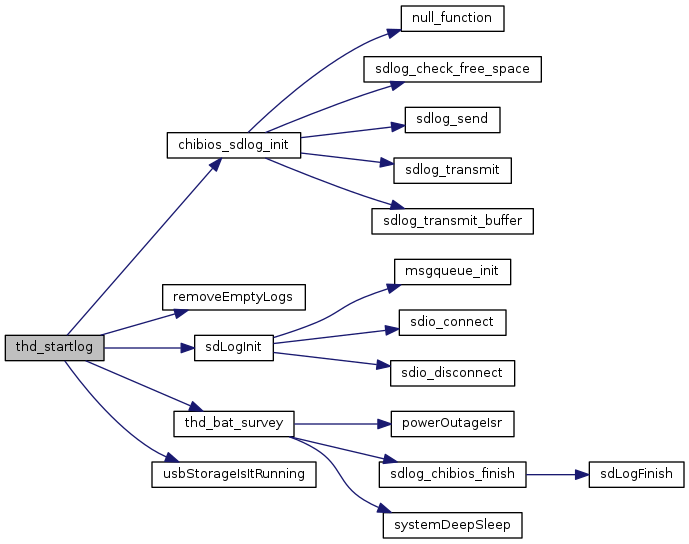 null_function
sdlog_check_free_space
sdlog_send
chibios_sdlog_init
sdlog_transmit
sdlog_transmit_buffer
msgqueue_init
removeEmptyLogs
sdio_connect
thd_startlog
sdLogInit
sdio_disconnect
thd_bat_survey
powerOutageIsr
usbStorageIsItRunning
sdlog_chibios_finish
sdLogFinish
systemDeepSleep